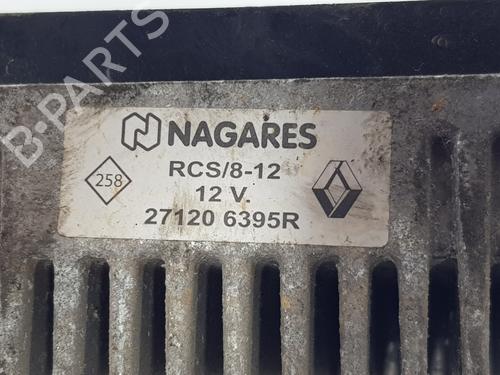 B-PARTS
NAGARES
RCS/8-12
258
12 V.
27120 6395R